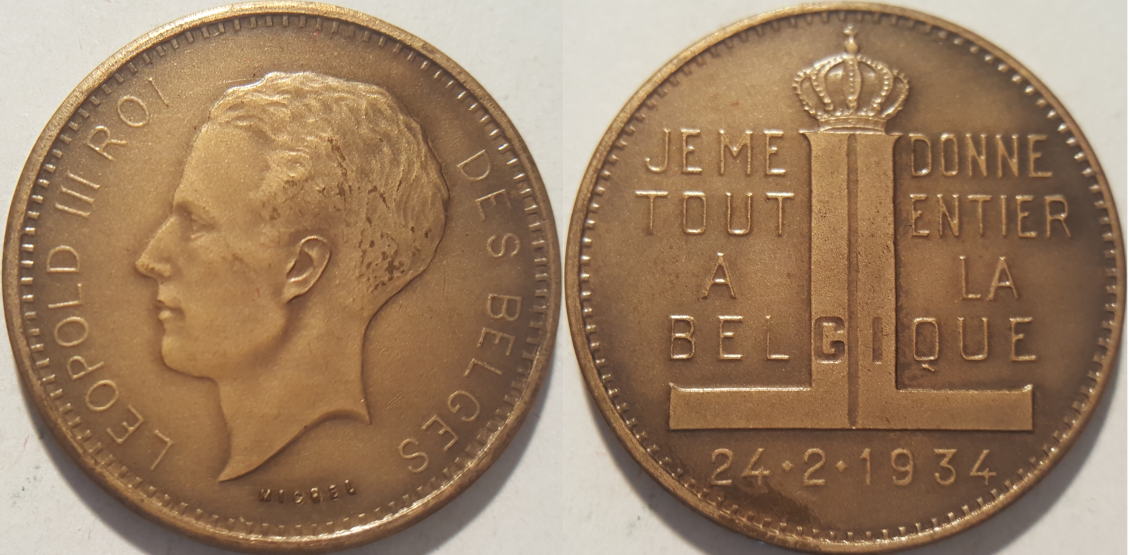 LEOPOLD III ROI DES BELGES
JE ME DONNE
TOUT ENTIER
À LA
BELGIQUE
24·2·1934